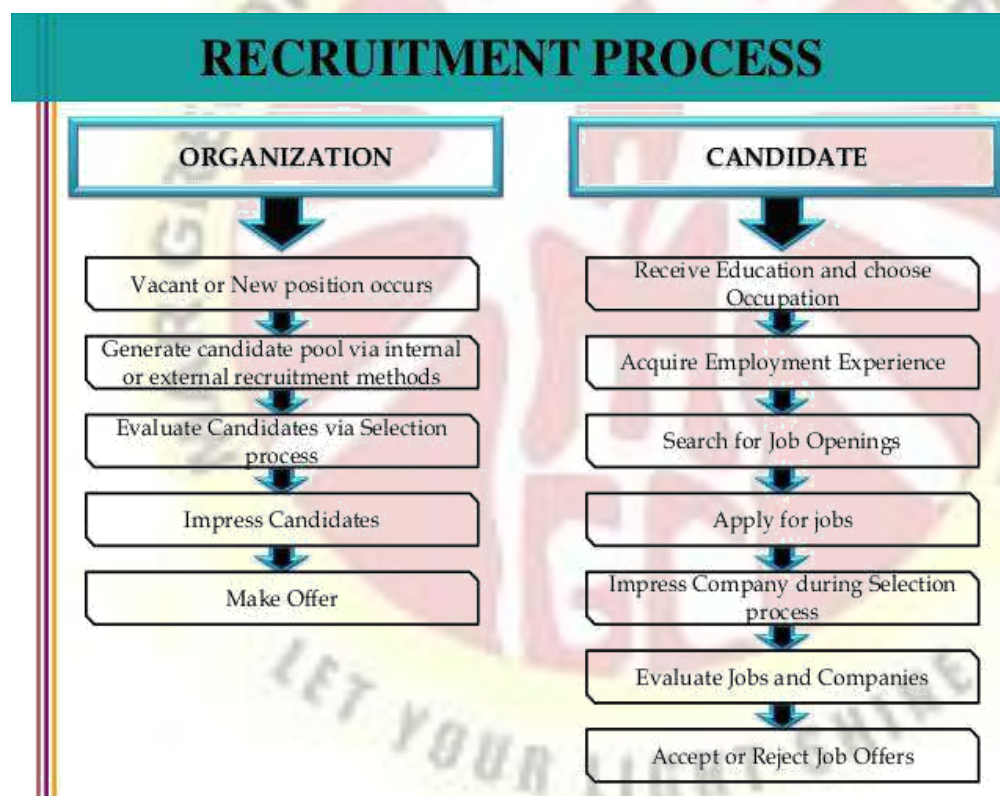 RECRUITMENT PROCESS
ORGANIZATION
Vacant or New position occurs
Generate candidate pool via internal
or external recruitment methods
Evaluate Candidates via Selection
process
Impress Candidates
Make Offer
CANDIDATE
Receive Education and choose
Occupation
Acquire Employment Experience
Search for Job Openings
Apply for jobs
Impress Company during Selection
process
Evaluate Jobs and Companies
Accept or Reject Job Offers
LET YOUR LIGHT SHINE